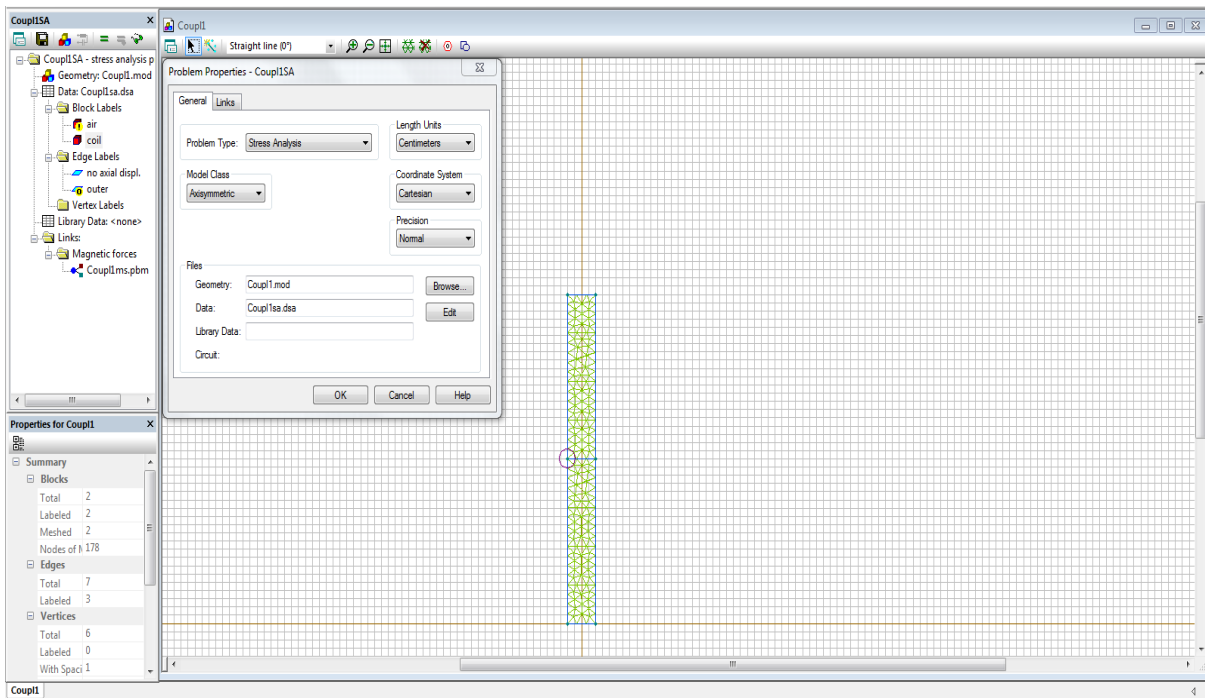 Coupl1SA
Coupl1SA - stress analysis p
Geometry: Coupl1.mod
Data: Coupl1sa.dsa
Block Labels
air
coil
Edge Labels
no axial displ.
outer
Vertex Labels
Library Data: <none>
Links:
Magnetic forces
Coupl1ms.pbm
Properties for Coupl1
Summary
Blocks
Total 2
Labeled 2
Meshed 2
Nodes of M 178
Edges
Total 7
Labeled 3
Vertices
Total 6
Labeled 0
With Spaci 1
Coupl1
Coupl1
Straight line (0°)
Problem Properties - Coupl1SA
General Links
Problem Type: Stress Analysis
Length Units
Centimeters
Model Class
Axisymmetric
Coordinate System
Cartesian
Precision
Normal
Files
Geometry: Coupl1.mod Browse...
Data: Coupl1sa.dsa Edit
Library Data:
Circuit:
OK Cancel Help